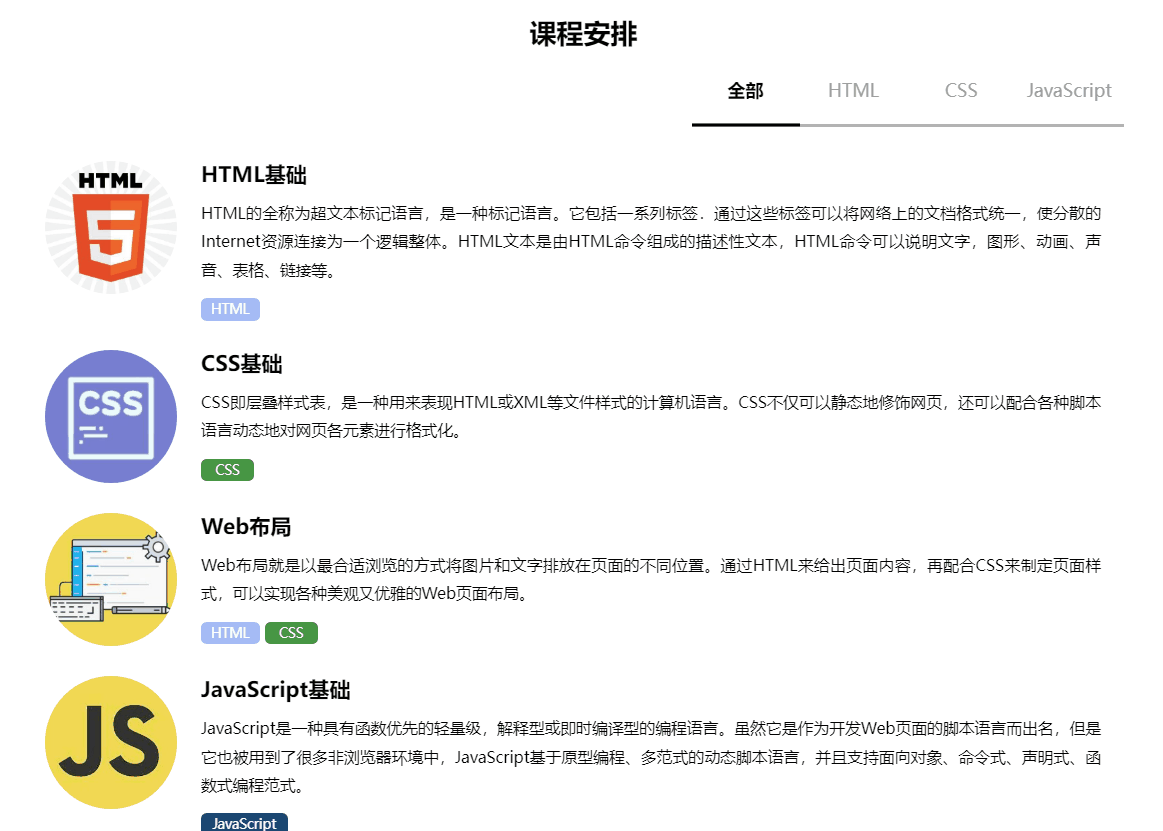 课程安排
全部 HTML CSS JavaScript
HTML
5
HTML基础
HTML的全称为超文本标记语言，是一种标记语言。它包括一系列标签．通过这些标签可以将网络上的文档格式统一，使分散的
Internet资源连接为一个逻辑整体。HTML文本是由HTML命令组成的描述性文本，HTML命令可以说明文字，图形、动画、声
音、表格、链接等。
HTML
CSS
CSS基础
CSS即层叠样式表，是一种用来表现HTML或XML等文件样式的计算机语言。CSS不仅可以静态地修饰网页，还可以配合各种脚本
语言动态地对网页各元素进行格式化。
CSS
Web布局
Web布局就是以最合适浏览的方式将图片和文字排放在页面的不同位置。通过HTML来给出页面内容，再配合CSS来制定页面样
式，可以实现各种美观又优雅的Web页面布局。
HTML CSS
JS
JavaScript基础
JavaScript是一种具有函数优先的轻量级，解释型或即时编译型的编程语言。虽然它是作为开发Web页面的脚本语言而出名，但是
它也被用到了很多非浏览器环境中，JavaScript基于原型编程、多范式的动态脚本语言，并且支持面向对象、命令式、声明式、函
数式编程范式。
JavaScript